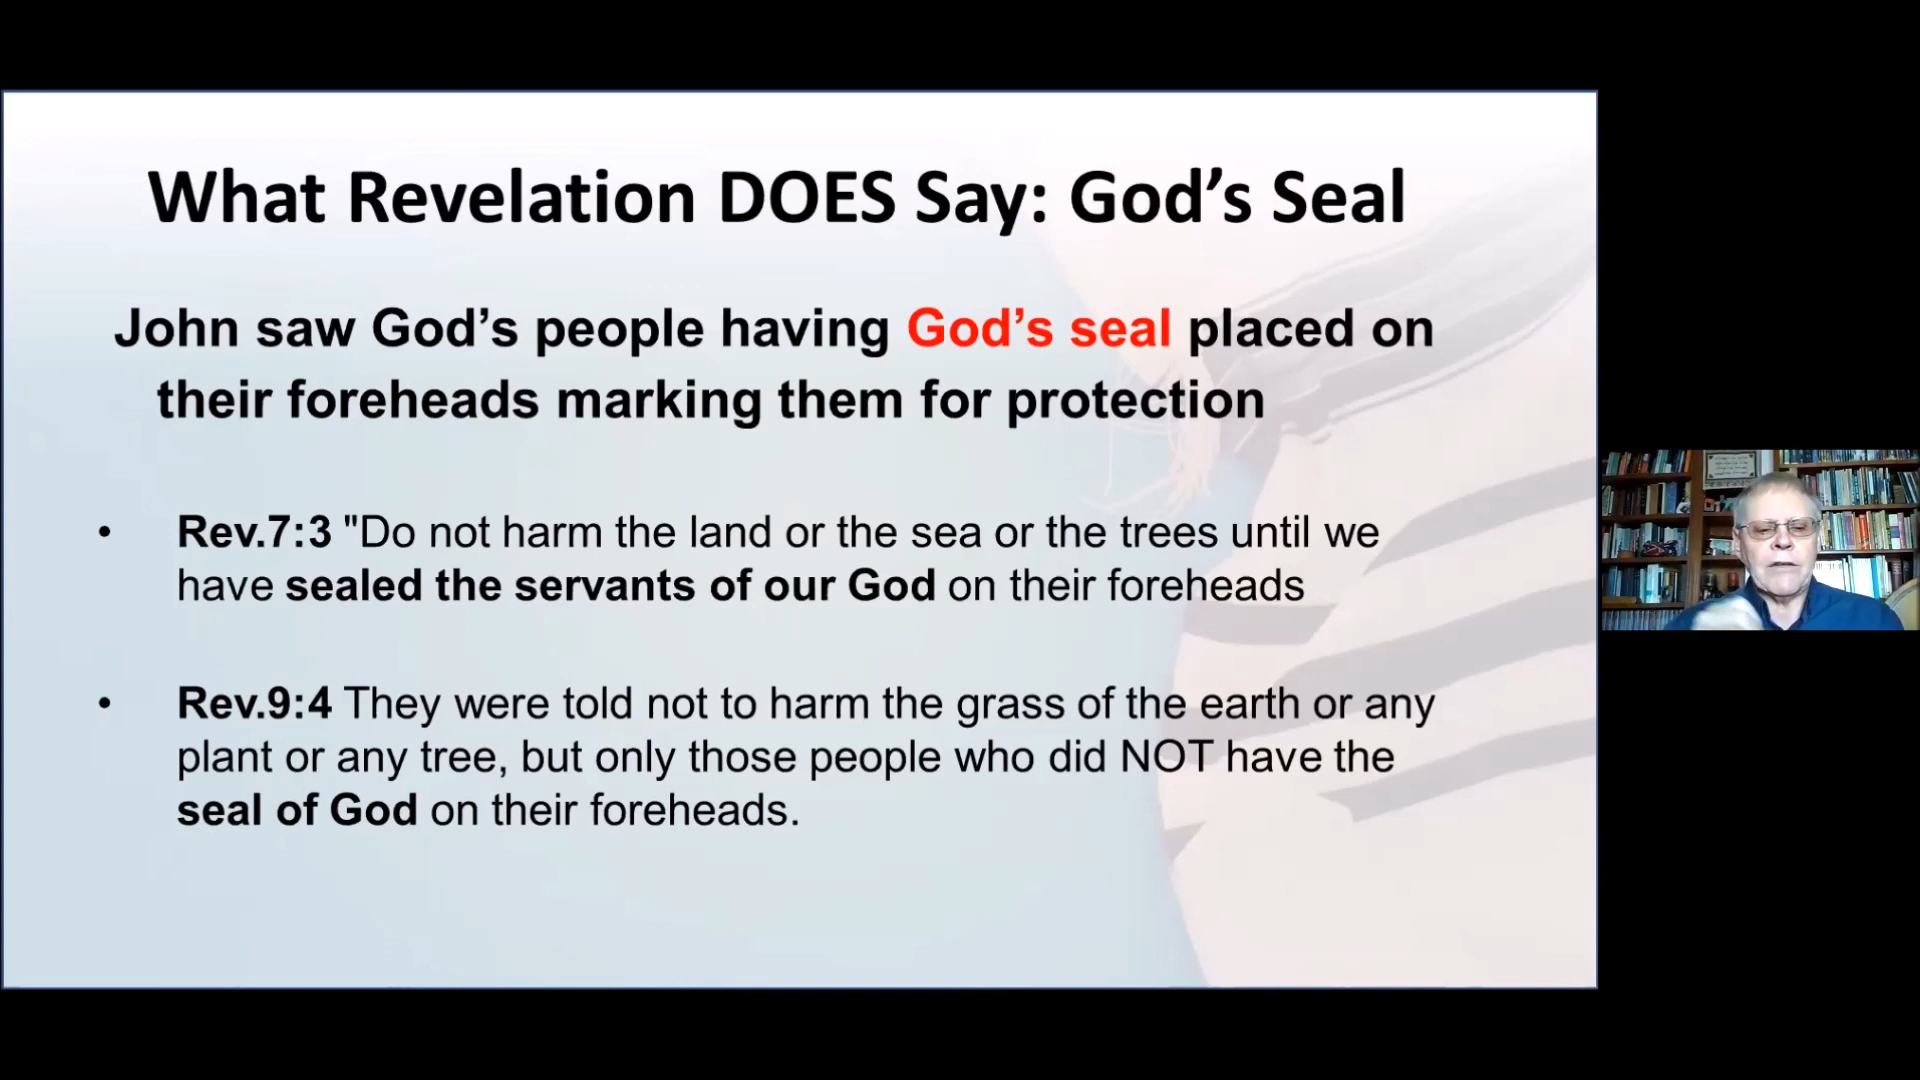 What Revelation DOES Say: God’s Seal
John saw God’s people having God’s seal placed on
their foreheads marking them for protection
• Rev.7:3 "Do not harm the land or the sea or the trees until we
have sealed the servants of our God on their foreheads
• Rev.9:4 They were told not to harm the grass of the earth or any
plant or any tree, but only those people who did NOT have the
seal of God on their foreheads.